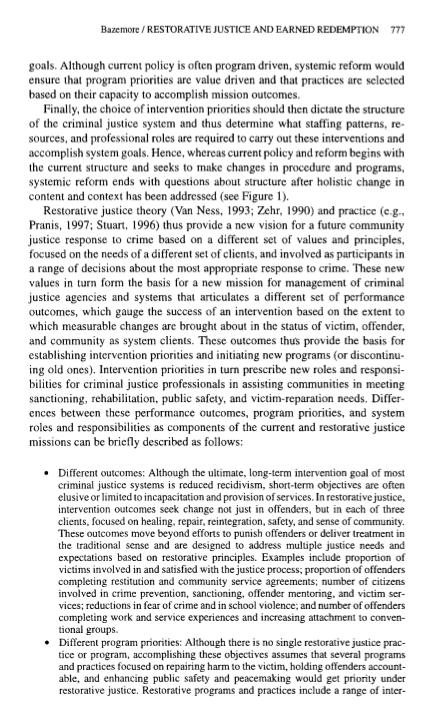 Bazemore / RESTORATIVE JUSTICE AND EARNED REDEMPTION 777
goals. Although current policy is often program driven, systemic reform would
ensure that program priorities are value driven and that practices are selected
based on their capacity to accomplish mission outcomes.
Finally, the choice of intervention priorities should then dictate the structure
of the criminal justice system and thus determine what staffing patterns, re-
sources, and professional roles are required to carry out these interventions and
accomplish system goals. Hence, whereas current policy and reform begins with
the current structure and seeks to make changes in procedure and programs,
systemic reform ends with questions about structure after holistic change in
content and context has been addressed (see Figure 1).
Restorative justice theory (Van Ness, 1993; Zehr, 1990) and practice (e.g.,
Pranis, 1997; Stuart, 1996) thus provide a new vision for a future community
justice response to crime based on a different set of values and principles,
focused on the needs of a different set of clients, and involved as participants in
a range of decisions about the most appropriate response to crime. These new
values in turn form the basis for a new mission for management of criminal
justice agencies and systems that articulates a different set of performance
outcomes, which gauge the success of an intervention based on the extent to
which measurable changes are brought about in the status of victim, offender,
and community as system clients. These outcomes thus provide the basis for
establishing intervention priorities and initiating new programs (or discontinu-
ing old ones). Intervention priorities in turn prescribe new roles and responsi-
bilities for criminal justice professionals in assisting communities in meeting
sanctioning, rehabilitation, public safety, and victim-reparation needs. Differ-
ences between these performance outcomes, program priorities, and system
roles and responsibilities as components of the current and restorative justice
missions can be briefly described as follows:
• Different outcomes: Although the ultimate, long-term intervention goal of most
criminal justice systems is reduced recidivism, short-term objectives are often
elusive or limited to incapacitation and provision of services. In restorative justice,
intervention outcomes seek change not just in offenders, but in each of three
clients, focused on healing, repair, reintegration, safety, and sense of community.
These outcomes move beyond efforts to punish offenders or deliver treatment in
the traditional sense and are designed to address multiple justice needs and
expectations based on restorative principles. Examples include proportion of
victims involved in and satisfied with the justice process; proportion of offenders
completing restitution and community service agreements; number of citizens
involved in crime prevention, sanctioning, offender mentoring, and victim ser-
vices; reductions in fear of crime and in school violence; and number of offenders
completing work and service experiences and increasing attachment to conven-
tional groups.
• Different program priorities: Although there is no single restorative justice prac-
tice or program, accomplishing these objectives assumes that several programs
and practices focused on repairing harm to the victim, holding offenders account-
able, and enhancing public safety and peacemaking would get priority under
restorative justice. Restorative programs and practices include a range of inter-